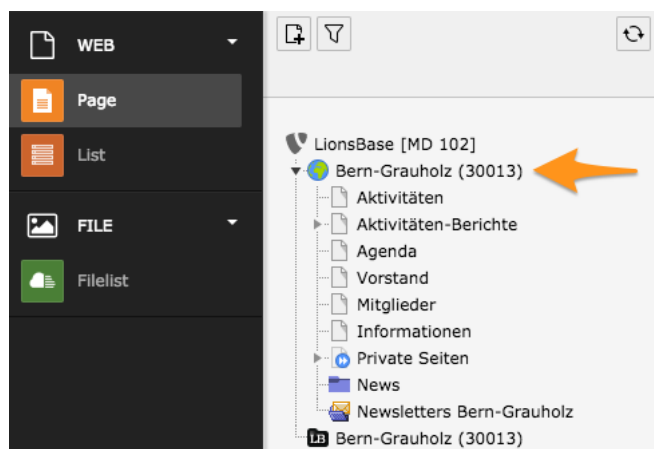 WEB
Page
List
FILE
Filelist
LionsBase [MD 102]
Bern-Grauholz (30013)
Aktivitäten
Aktivitäten-Berichte
Agenda
Vorstand
Mitglieder
Informationen
Private Seiten
News
Newsletters Bern-Grauholz
LB Bern-Grauholz (30013)